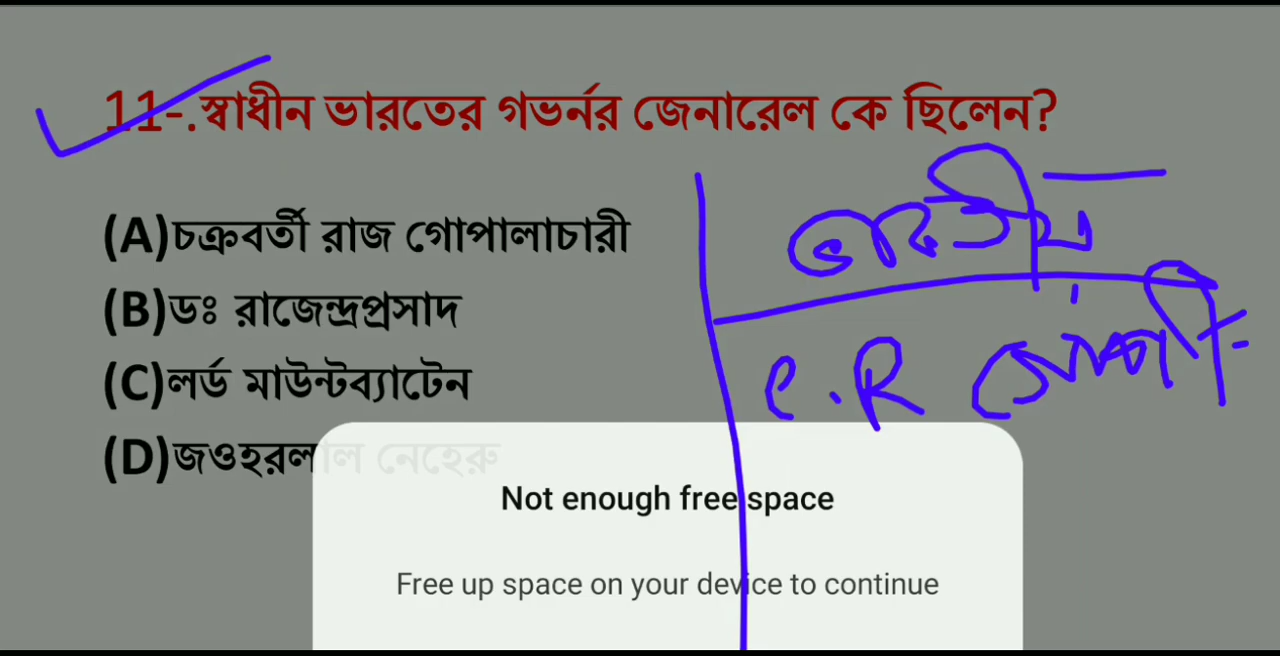 11-.স্বাধীন ভারতের গভর্নর জেনারেল কে ছিলেন?
(A)চক্রবর্তী রাজ গোপালাচারী
(B)ডঃ রাজেন্দ্রপ্রসাদ
(C)লর্ড মাউন্টব্যাটেন
(D)জওহরলাল নেহেরু
ভারতীয়
C.R
Not enough free space
Free up space on your device to continue